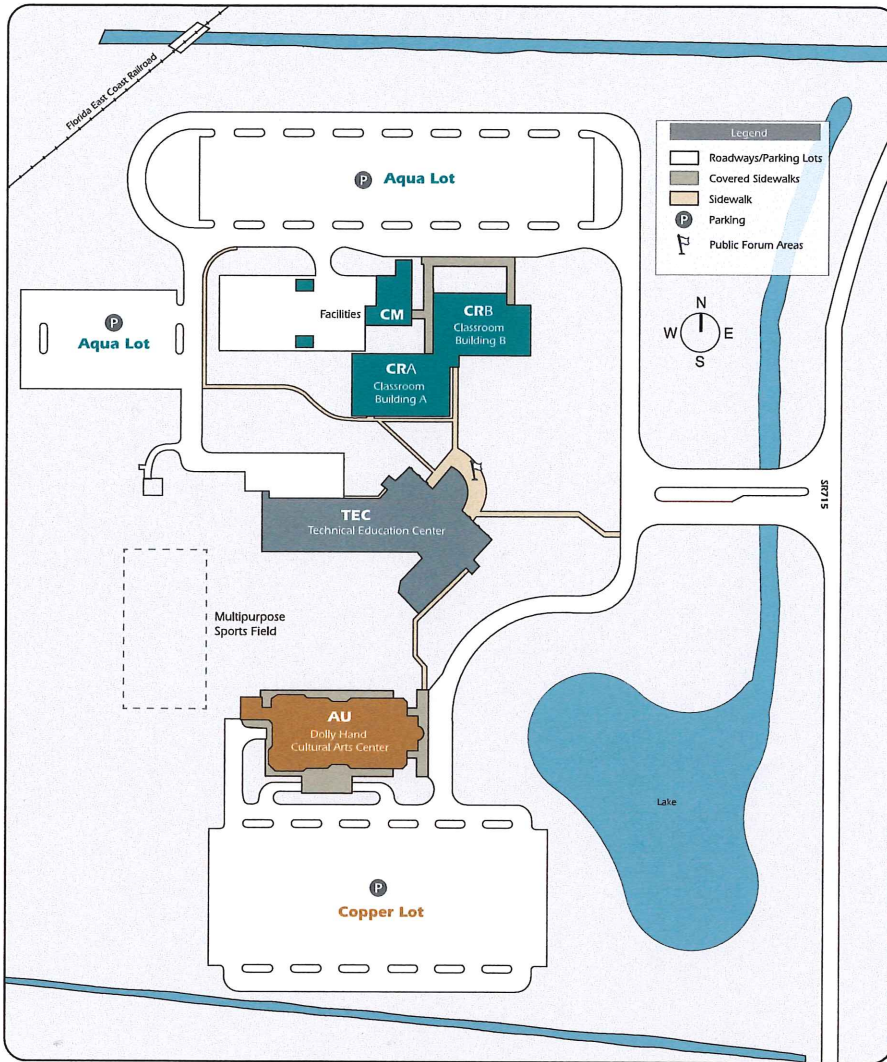 Florida East Coast Railroad
P Aqua Lot
Legend
Roadways/Parking Lots
Covered Sidewalks
Sidewalk
P Parking
Public Forum Areas
N
W E
S
P
Aqua Lot
Facilities
CM
CRB
Classroom
Building B
CRA
Classroom
Building A
SR715
TEC
Technical Education Center
Multipurpose
Sports Field
AU
Dolly Hand
Cultural Arts Center
Lake
P
Copper Lot